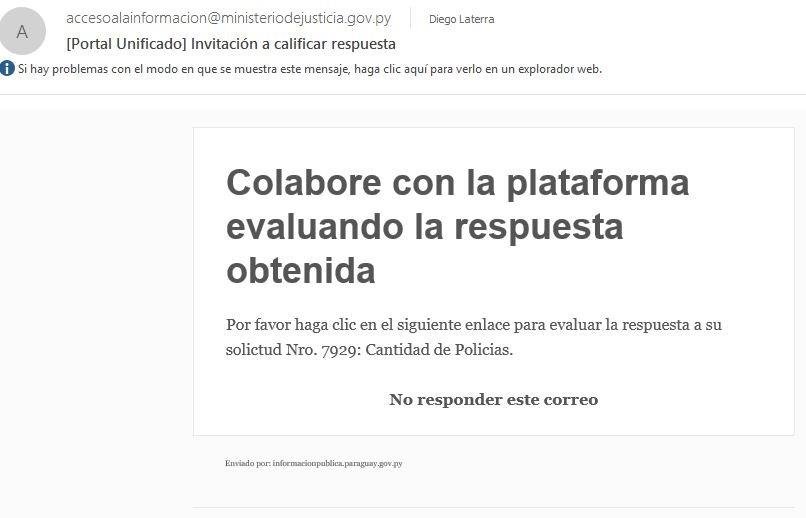 A
accesoalainformacion@ministeriodejusticia.gov.py
Diego Laterra
[Portal Unificado] Invitación a calificar respuesta
Si hay problemas con el modo en que se muestra este mensaje, haga clic aquí para verlo en un explorador web.
Colabore con la plataforma
evaluando la respuesta
obtenida
Por favor haga clic en el siguiente enlace para evaluar la respuesta a su
solictud Nro. 7929: Cantidad de Policias.
No responder este correo
Enviado por: informacionpublica.paraguay.gov.py